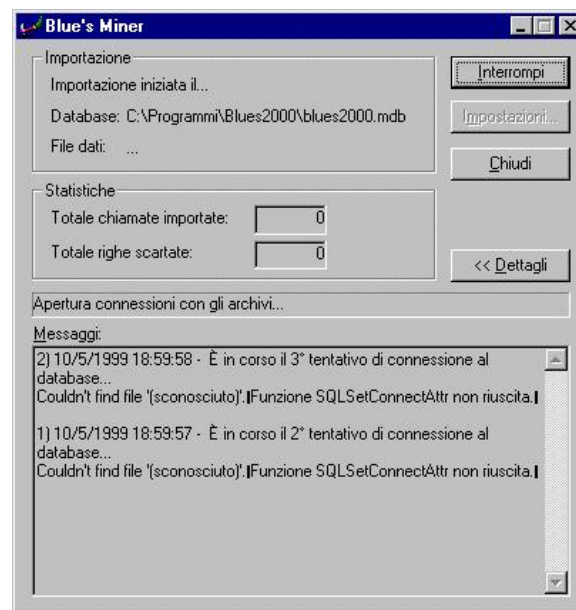 Blue's Miner
Importazione
Importazione iniziata il...
Database: C:\Programmi\Blues2000\blues2000.mdb
File dati: ...
Interrompi
Impostazioni...
Chiudi
Statistiche
Totale chiamate importate: 0
Totale righe scartate: 0
<< Dettagli
Apertura connessioni con gli archivi...
Messaggi:
2) 10/5/1999 18:59:58 - È in corso il 3° tentativo di connessione al
database...
Couldn't find file '(sconosciuto)'.|Funzione SQLSetConnectAttr non riuscita.|
1) 10/5/1999 18:59:57 - È in corso il 2° tentativo di connessione al
database...
Couldn't find file '(sconosciuto)'.|Funzione SQLSetConnectAttr non riuscita.|